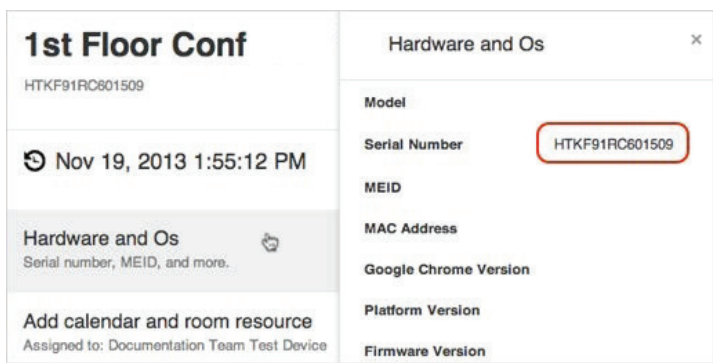 1st Floor Conf
HTKF91RC601509
Nov 19, 2013 1:55:12 PM
Hardware and Os
Serial number, MEID, and more.
Add calendar and room resource
Assigned to: Documentation Team Test Device
Hardware and Os
×
Model
Serial Number HTKF91RC601509
MEID
MAC Address
Google Chrome Version
Platform Version
Firmware Version